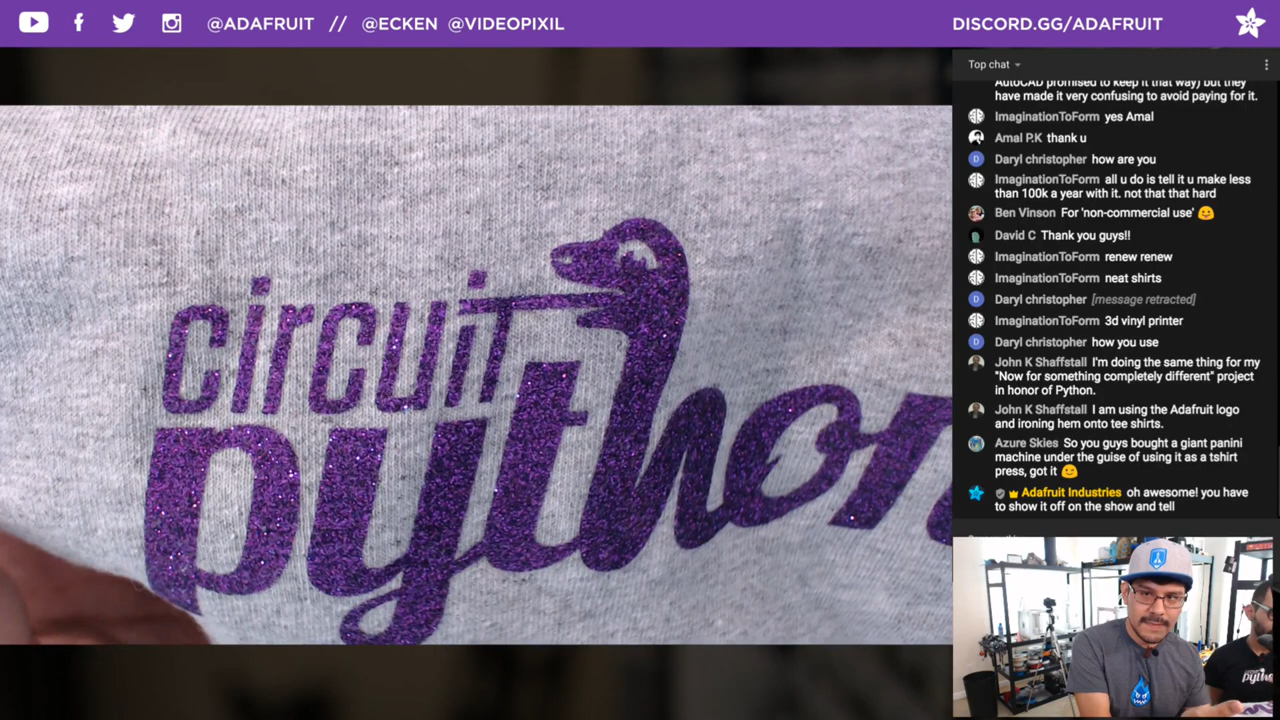 @ADAFRUIT // @ECKEN @VIDEOPIXIL
DISCORD.GG/ADAFRUIT
circuit
python
Top chat
AutoCAD promised to keep it that way) but they
have made it very confusing to avoid paying for it.
ImaginationToForm yes Amal
Amal P.K thank u
Daryl christopher how are you
ImaginationToForm all u do is tell it u make less
than 100k a year with it. not that that hard
Ben Vinson For 'non-commercial use'
David C Thank you guys!!
ImaginationToForm renew renew
ImaginationToForm neat shirts
Daryl christopher [message retracted]
ImaginationToForm 3d vinyl printer
Daryl christopher how you use
John K Shaffstall I'm doing the same thing for my
"Now for something completely different" project
in honor of Python.
John K Shaffstall I am using the Adafruit logo
and ironing hem onto tee shirts.
Azure Skies So you guys bought a giant panini
machine under the guise of using it as a tshirt
press, got it
Adafruit Industries oh awesome! you have
to show it off on the show and tell